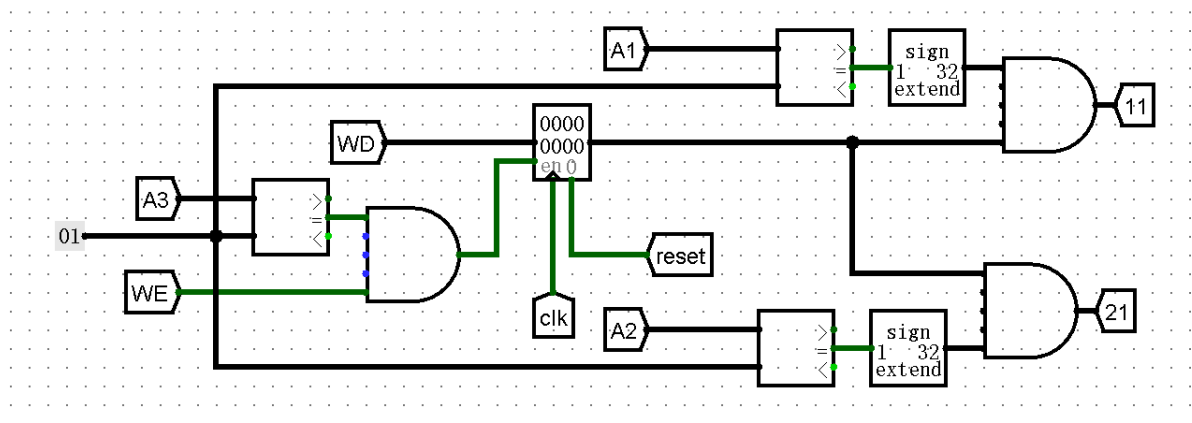 A1
>
=
<
sign
1 32
extend
11
WD
0000
0000
en 0
A3
>
=
<
01
WE
reset
clk
A2
>
=
<
sign
1 32
extend
21